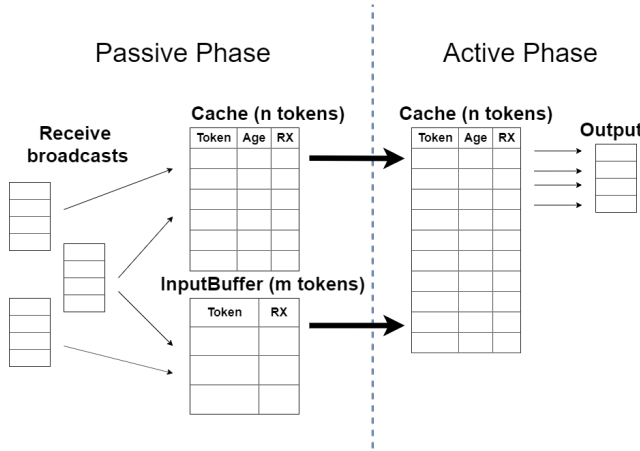 Passive Phase
Active Phase
Receive
broadcasts
Cache (n tokens)
Token Age RX
InputBuffer (m tokens)
Token RX
Cache (n tokens)
Token Age RX
Output